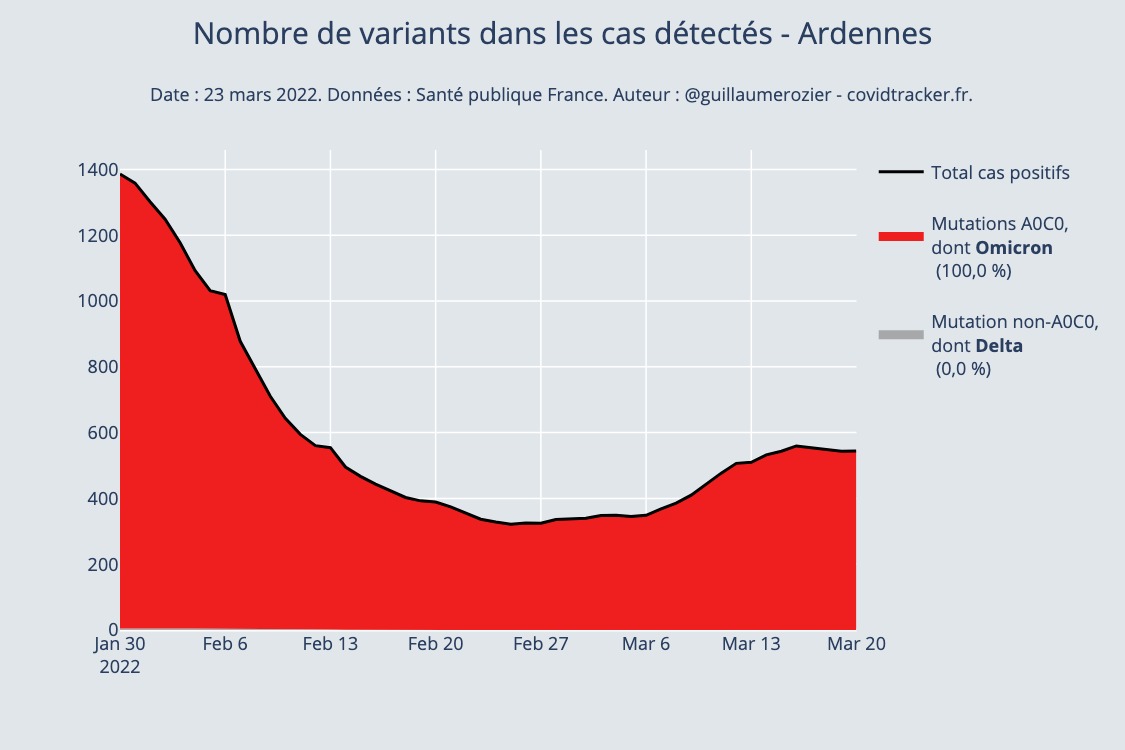 Nombre de variants dans les cas détectés - Ardennes
Date : 23 mars 2022. Données : Santé publique France. Auteur : @guillaumerozier - covidtracker.fr.
Total cas positifs
Mutations A0C0,
dont Omicron
(100,0 %)
Mutation non-A0C0,
dont Delta
(0,0 %)
1400
1200
1000
800
600
400
200
0
Jan 30 Feb 6 Feb 13 Feb 20 Feb 27 Mar 6 Mar 13 Mar 20
2022